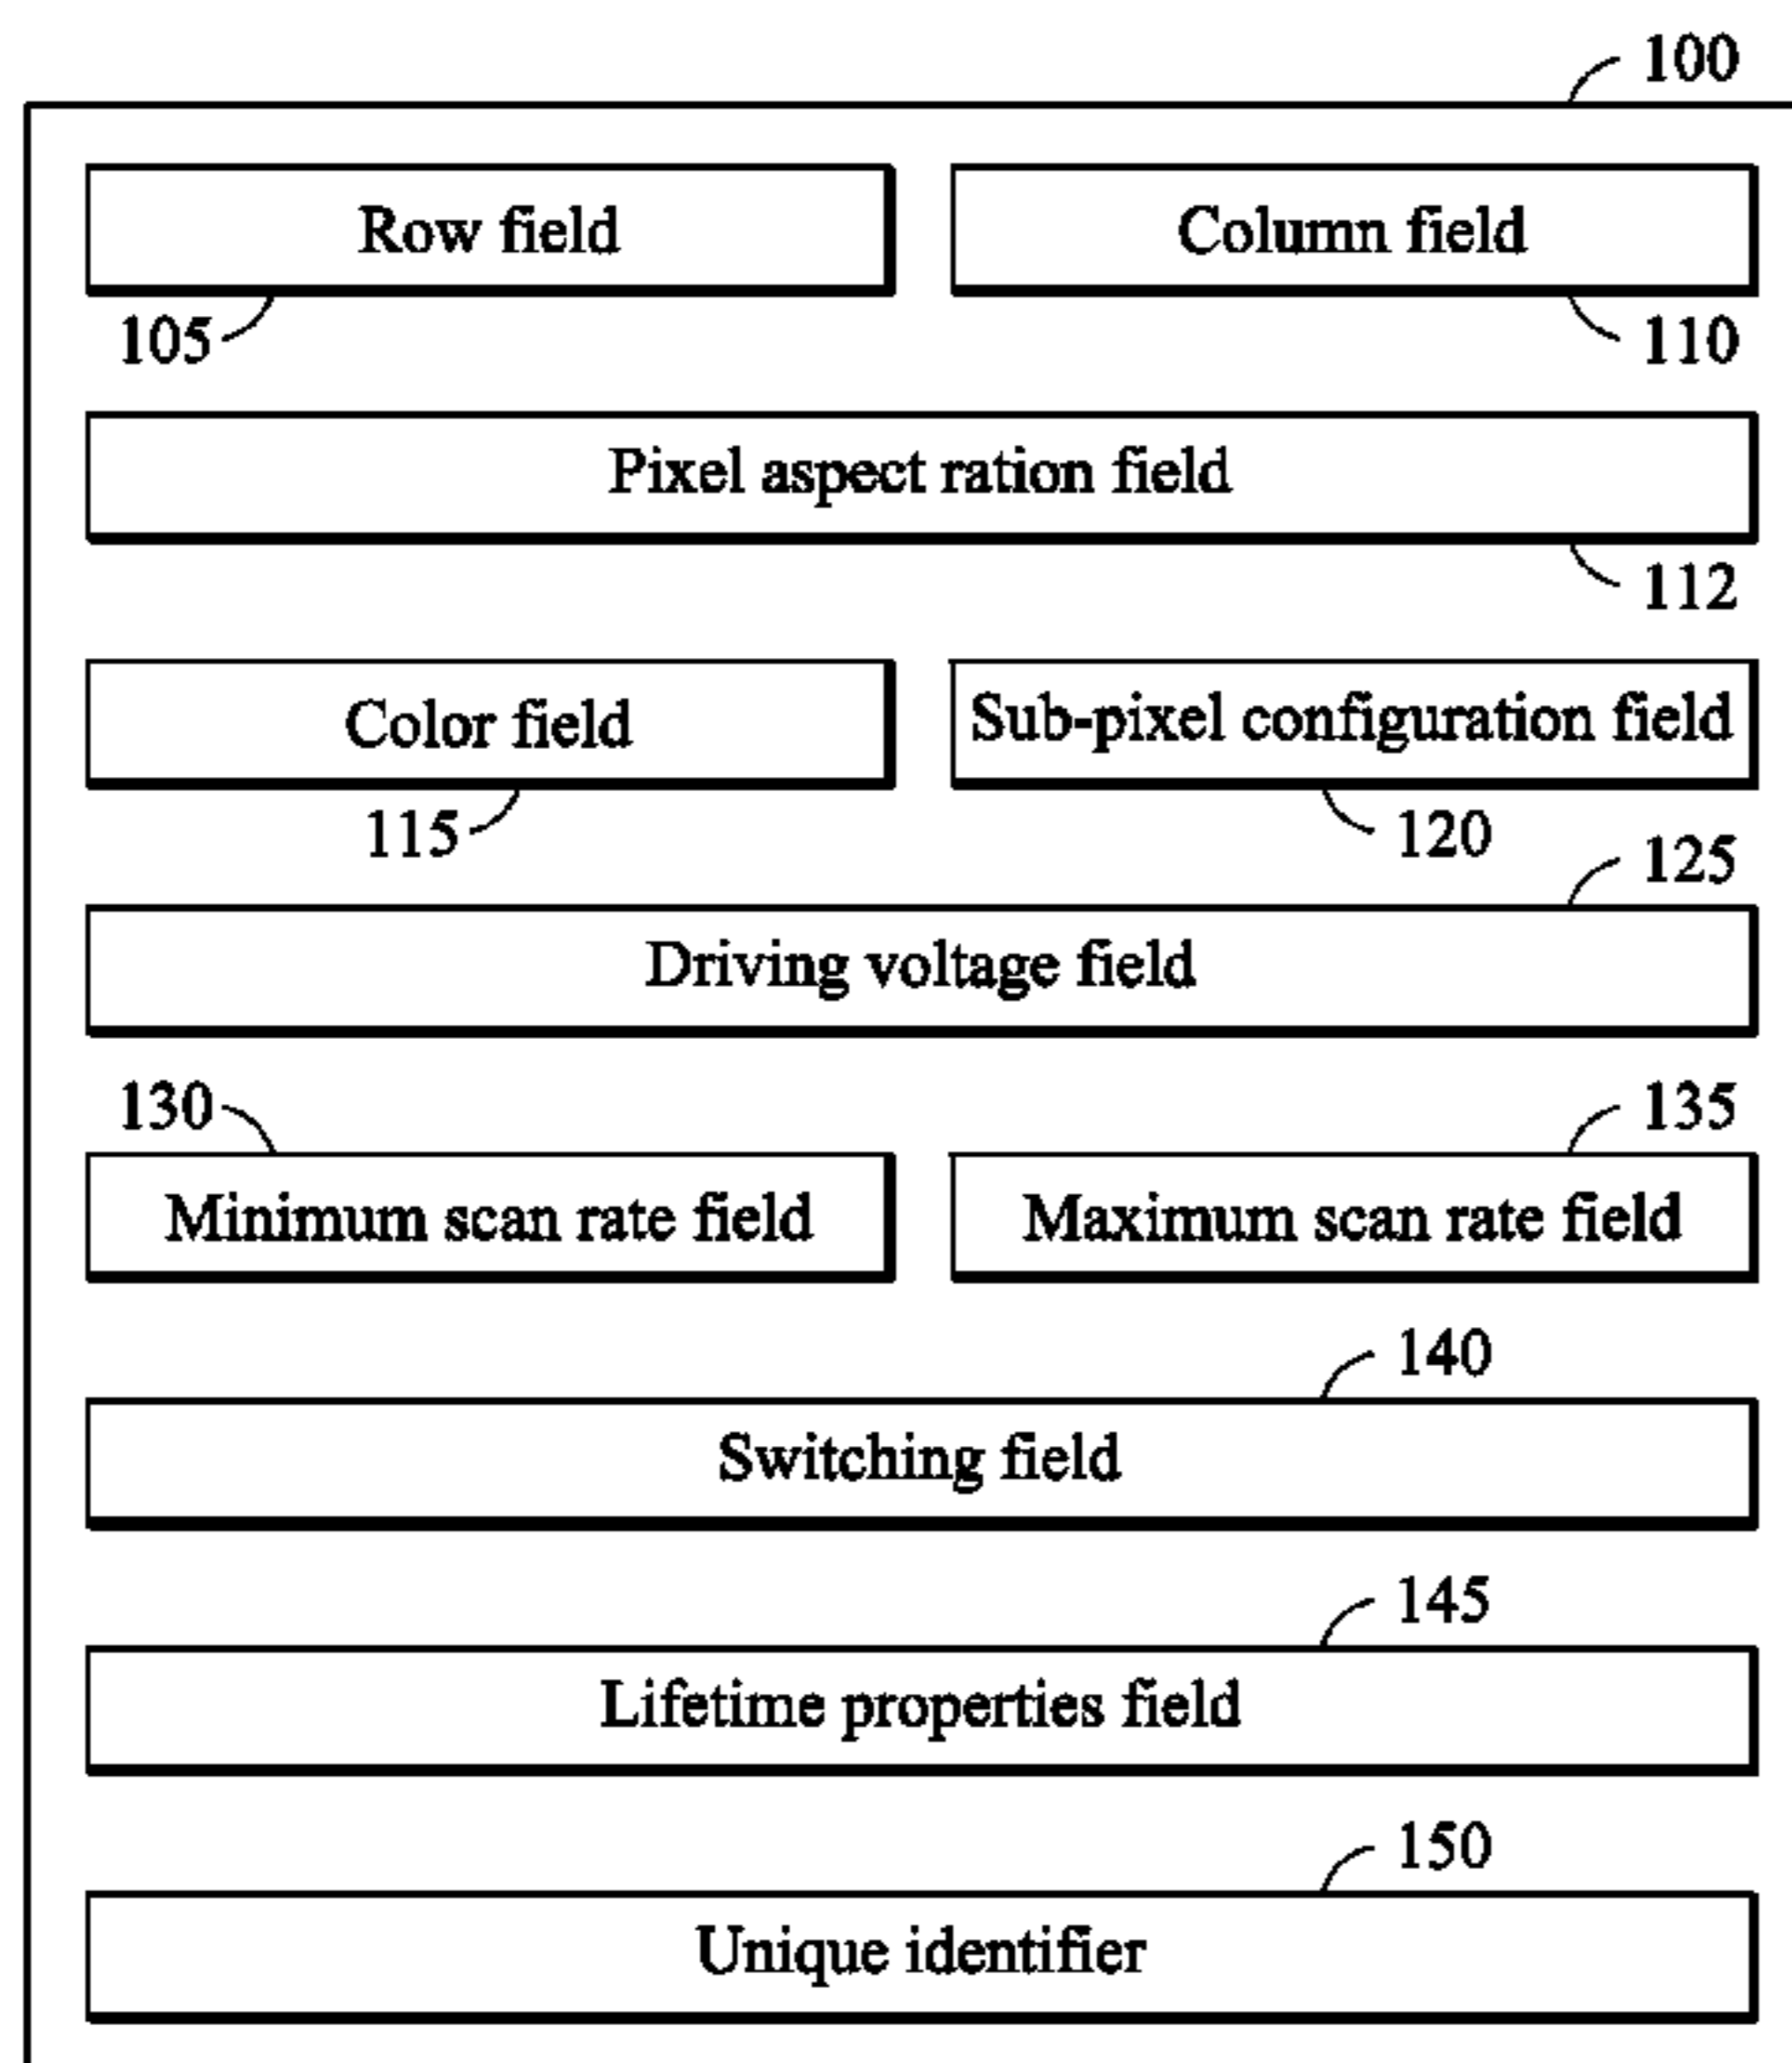 100
Row field
Column field
105
110
Pixel aspect ration field
112
Color field
Sub-pixel configuration field
115
120
125
Driving voltage field
130
135
Minimum scan rate field
Maximum scan rate field
140
Switching field
145
Lifetime properties field
150
Unique identifier